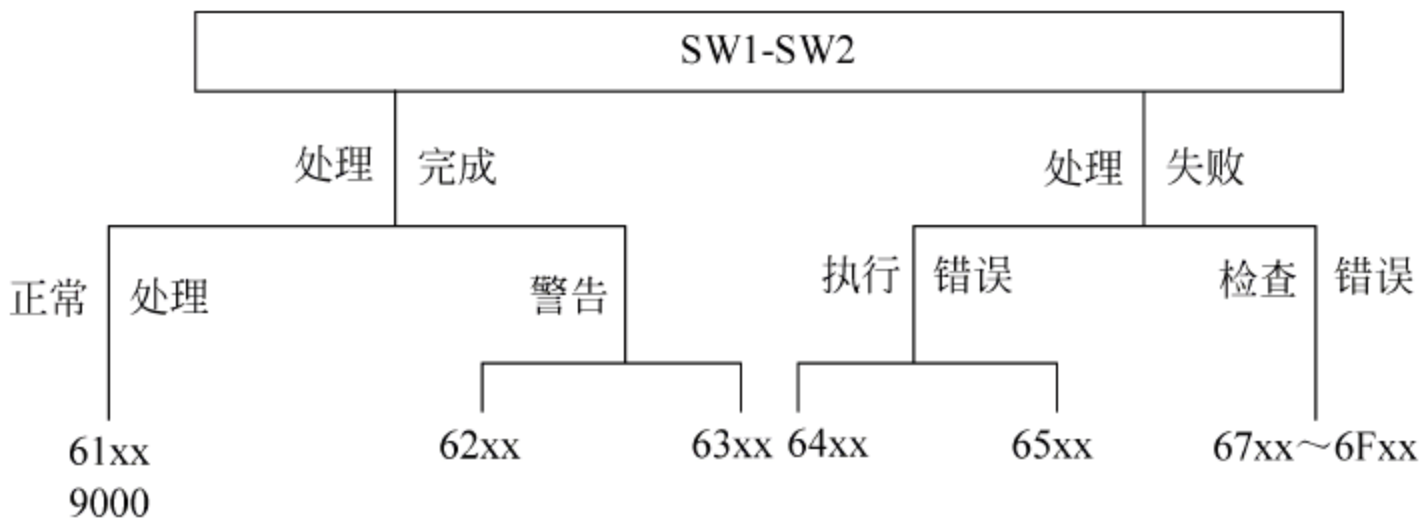 SW1-SW2
处理 完成 处理 失败
正常 处理 警告 执行 错误 检查 错误
61xx 62xx 63xx 64xx 65xx 67xx～6Fxx
9000